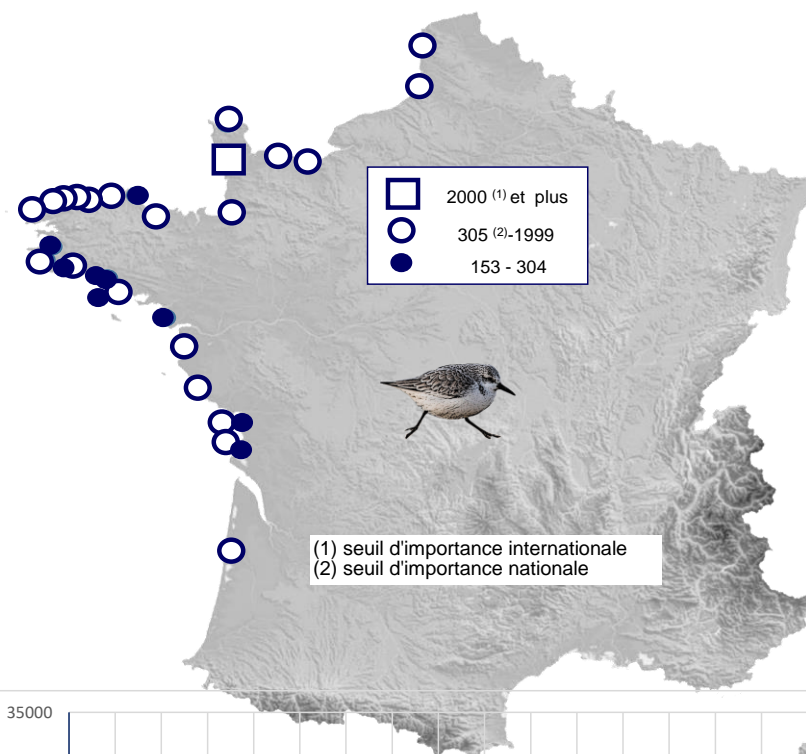 2000 (1) et plus
305 (2)-1999
153 - 304
(1) seuil d'importance internationale
(2) seuil d'importance nationale
35000